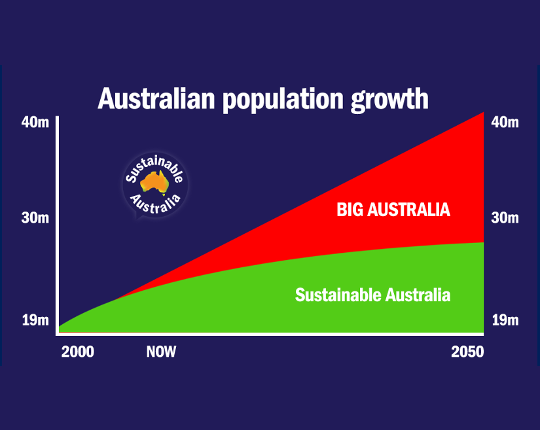 Australian population growth
40m
40m
Sustainable
Australia
BIG AUSTRALIA
30m
30m
Sustainable Australia
19m
19m
2000
NOW
2050